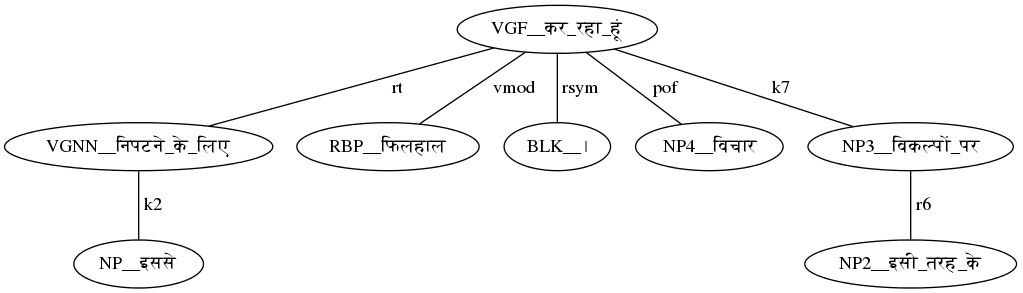 VGF__कर_रहा_हूं
rt vmod rsym pof k7
VGNN__निपटने_के_लिए RBP__फिलहाल BLK__। NP4__विचार NP3__विकल्पों_पर
k2 r6
NP__इससे NP2__इसी_तरह_के